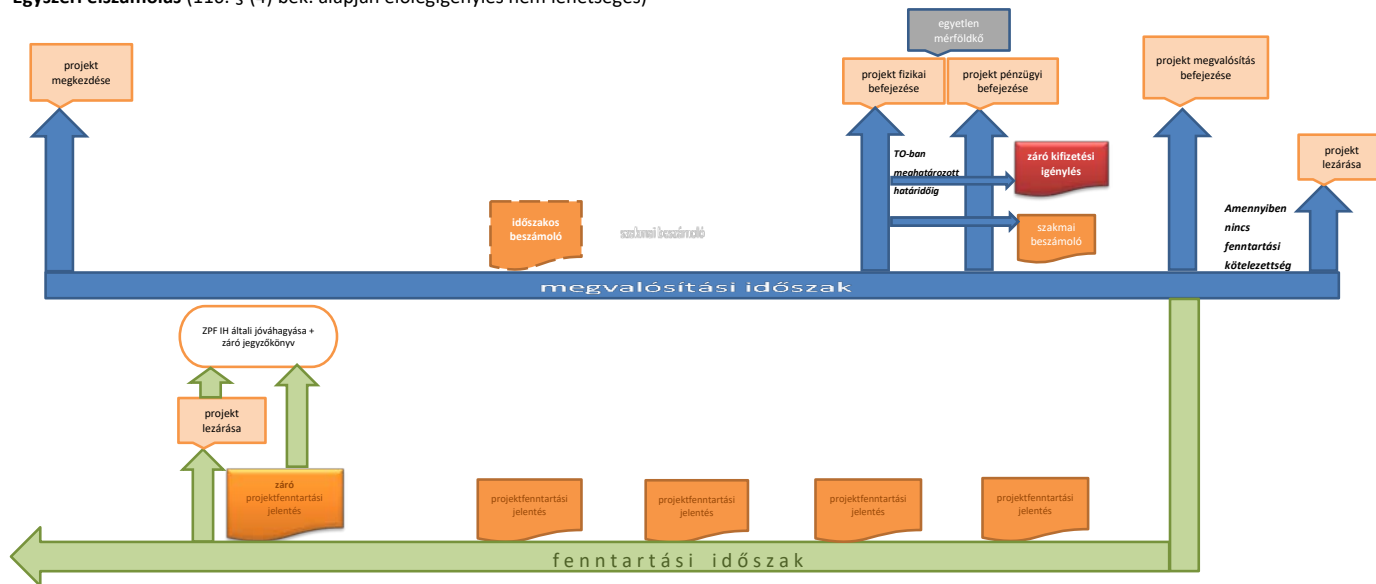 Egyszeri elszámolás (110. § (4) bek. alapján előlegigénylés nem lehetséges)
egyetlen
mérföldkő
projekt
megkezdése
projekt fizikai
befejezése
projekt pénzügyi
befejezése
projekt megvalósítás
befejezése
TO-ban
meghatározott
határidőig
záró kifizetési
igénylés
projekt
lezárása
időszakos
beszámoló
szakmai beszámoló
szakmai
beszámoló
Amennyiben
nincs
fenntartási
kötelezettség
megvalósítási időszak
ZPF IH általi jóváhagyása +
záró jegyzőkönyv
projekt
lezárása
záró
projektfenntartási
jelentés
projektfenntartási
jelentés
projektfenntartási
jelentés
projektfenntartási
jelentés
projektfenntartási
jelentés
fenntartási időszak